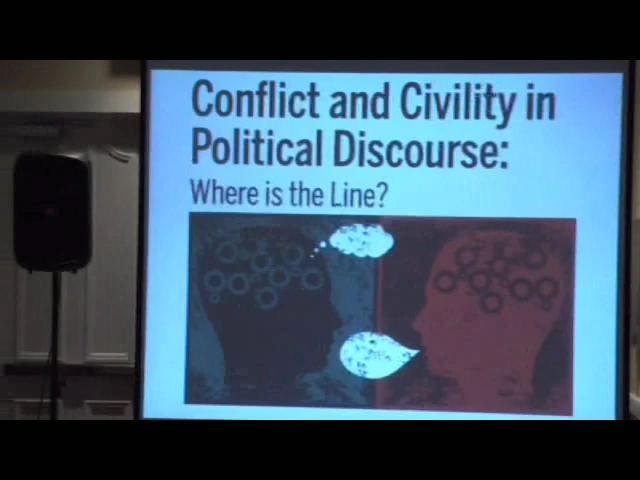 Conflict and Civility in
Political Discourse:
Where is the Line?